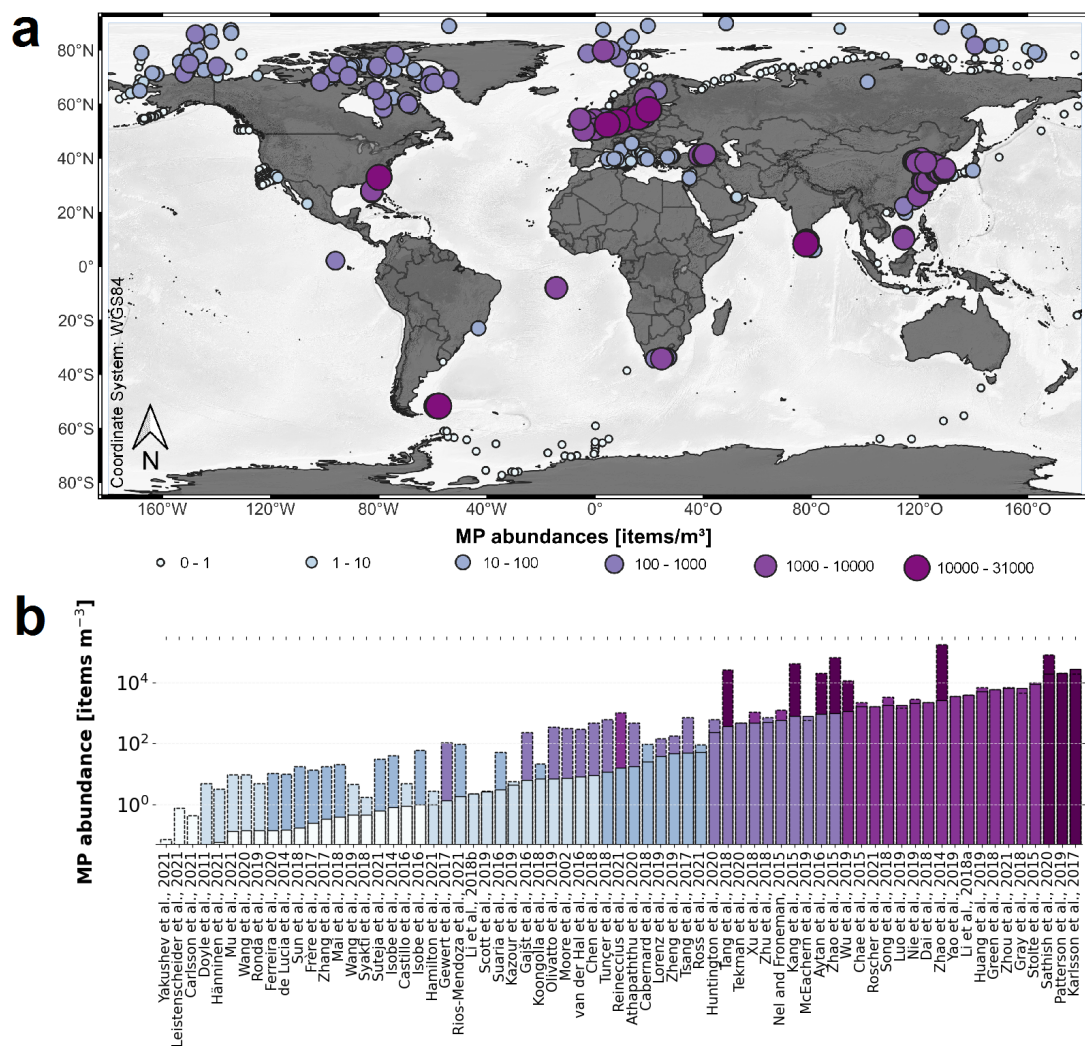 a
80°N
60°N
40°N
20°N
0°
20°S
40°S
60°S
80°S
Coordinate System: WGS84
N
160°W
120°W
80°W
40°W
0°
40°O
80°O
120°O
160°O
MP abundances [items/m³]
0 - 1
1 - 10
10 - 100
100 - 1000
1000 - 10000
10000 - 31000
b
MP abundance [items m⁻³]
10⁴
10²
10⁰
Yakushev et al., 2021
Leistenscheider et al., 2021
Carlsson et al., 2021
Doyle et al., 2011
Hänninen et al., 2021
Mu et al., 2021
Wang et al., 2020
Ronda et al., 2019
Ferreira et al., 2020
de Lucia et al., 2014
Sun et al., 2018
Frère et al., 2017
Zhang et al., 2017
Mai et al., 2018
Wang et al., 2019
Syakti et al., 2018
Suteja et al., 2021
Isobe et al., 2014
Castillo et al., 2016
Isobe et al., 2016
Hamilton et al., 2021
Gewert et al., 2017
Rios-Mendoza et al., 2021
Li et al., 2018b
Scott et al., 2019
Suaria et al., 2016
Kazour et al., 2019
Koongolla et al., 2018
Olivatto et al., 2019
Moore et al., 2002
van der Hal et al., 2017
Chen et al., 2018
Tunçer et al., 2018
Reineccius et al., 2021
Athapaththu et al., 2020
Cabernard et al., 2018
Lorenz et al., 2019
Zheng et al., 2019
Tsang et al., 2017
Ross et al., 2021
Huntington et al., 2020
Tang et al., 2018
Tekman et al., 2020
Xu et al., 2018
Zhu et al., 2018
Nel and Froneman, 2015
Kang et al., 2015
McEachern et al., 2019
Aytan et al., 2016
Zhao et al., 2015
Wu et al., 2019
Chae et al., 2015
Roscher et al., 2021
Song et al., 2018
Luo et al., 2019
Nie et al., 2019
Dai et al., 2018
Zhao et al., 2014
Yao et al., 2019
Li et al., 2018a
Huang et al., 2019
Green et al., 2018
Zhou et al., 2021
Gray et al., 2018
Stolte et al., 2015
Sathish et al., 2020
Patterson et al., 2019
Karlsson et al., 2017